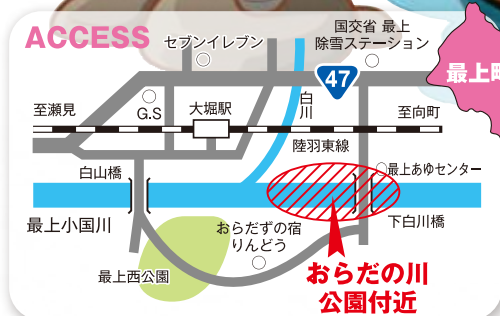 ACCESS
セブンイレブン
国交省 最上
除雪ステーション
47
最上町
至瀬見
G.S
大堀駅
白川
至向町
陸羽東線
白山橋
最上あゆセンター
最上小国川
おらだずの宿
りんどう
下白川橋
最上西公園
おらだの川
公園付近